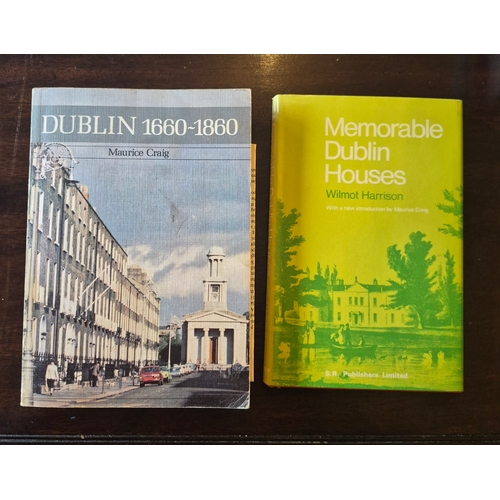 DUBLIN 1660~1860
Maurice Craig
Memorable
Dublin
Houses
Wilmot Harrison
With a new introduction by Maurice Craig
S.R. Publishers Limited